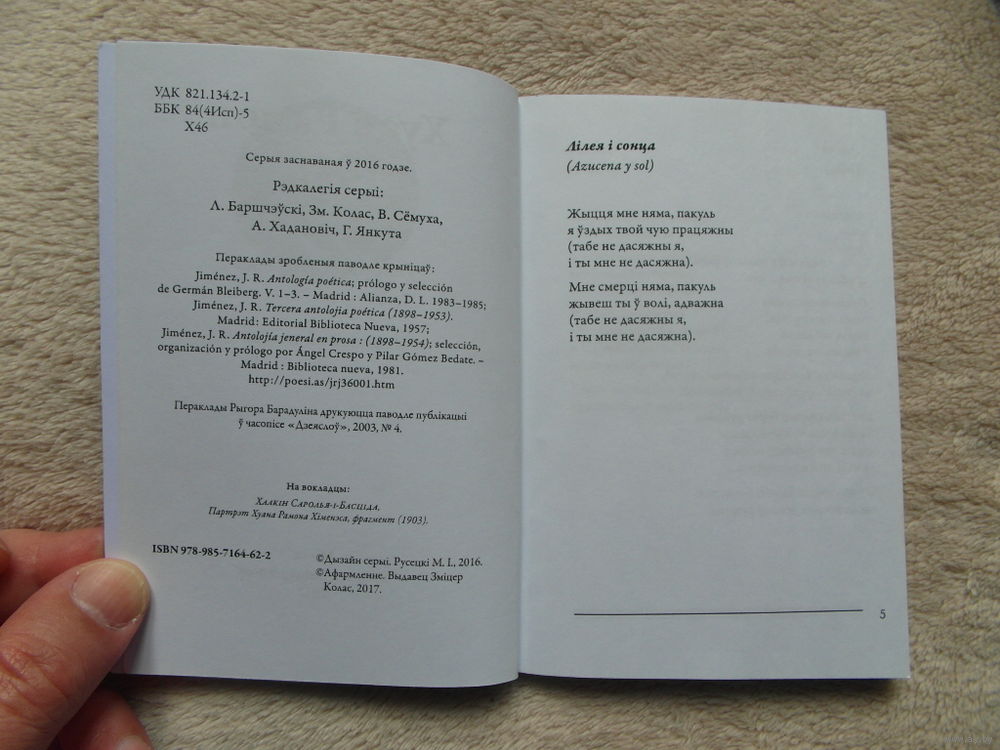 УДК 821.134.2-1
ББК 84(4Исп)-5
Х46
Серыя заснаваная ў 2016 годзе.
Рэдкалегія серыі:
Л. Баршчэўскі, Зм. Колас, В. Сёмуха,
А. Хадановіч, Г. Янкута
Пераклады зробленыя паводле крыніцаў:
Jiménez, J. R. Antología poética; prólogo y selección
de Germán Bleiberg. V. 1–3. – Madrid : Alianza, D. L. 1983–1985;
Jiménez, J. R. Tercera antolojia poética (1898–1953).
Madrid: Editorial Biblioteca Nueva, 1957;
Jiménez, J. R. Antolojía jeneral en prosa : (1898–1954); selección,
organización y prólogo por Ángel Crespo y Pilar Gómez Bedate. –
Madrid : Biblioteca nueva, 1981.
http://poesi.as/jrj36001.htm
Пераклады Рыгора Барадуліна друкуюцца паводле публікацыі
ў часопісе «Дзеяслоў», 2003, № 4.
На вокладцы:
Хаакін Саролья-і-Басціда.
Партрэт Хуана Рамона Хіменэса, фрагмент (1903).
ISBN 978-985-7164-62-2
©Дызайн серыі. Русецкі М. І., 2016.
©Афармленне. Выдавец Зміцер
Колас, 2017.
Лілея і сонца
(Azucena y sol)
Жыцця мне няма, пакуль
я ўздых твой чую працяжны
(табе не дасяжны я,
і ты мне не дасяжна).
Мне смерці няма, пакуль
жывеш ты ў волі, адважна
(табе не дасяжны я,
і ты мне не дасяжна).
5